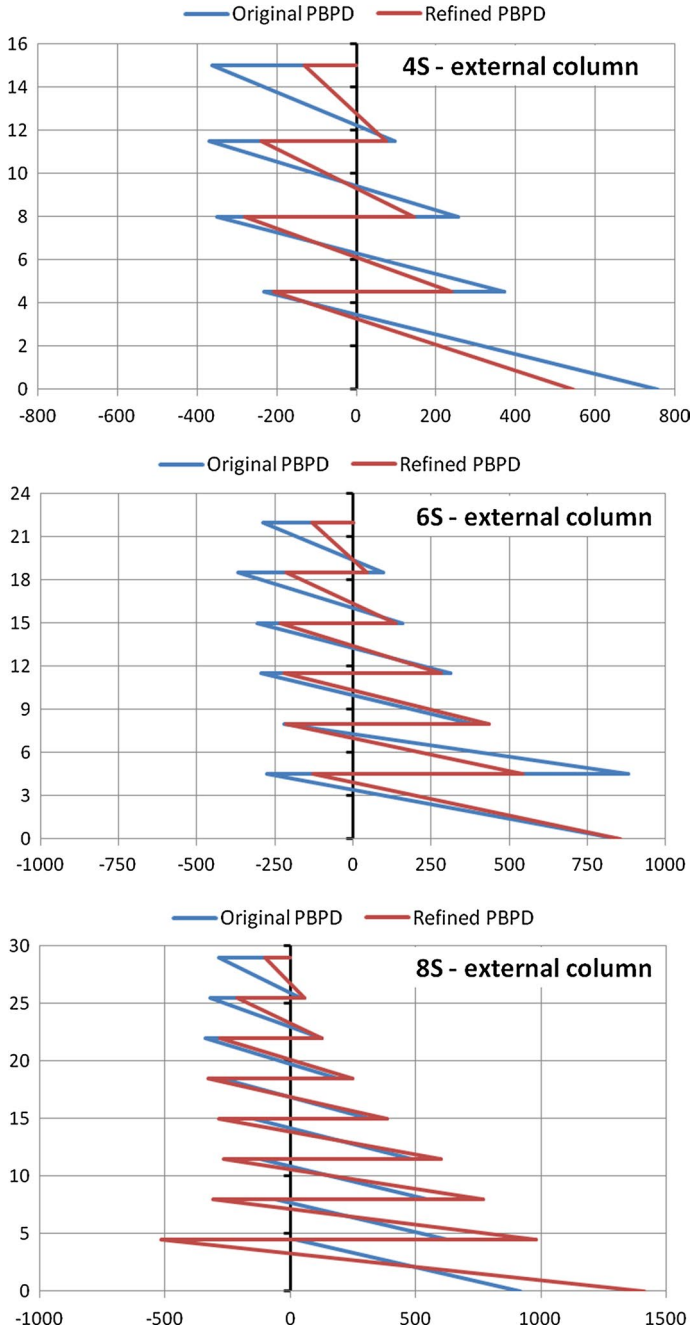 Original PBPD Refined PBPD
4S - external column
16
14
12
10
8
6
4
2
0
-800 -600 -400 -200 0 200 400 600 800
Original PBPD Refined PBPD
6S - external column
24
21
18
15
12
9
6
3
0
-1000 -750 -500 -250 0 250 500 750 1000
Original PBPD Refined PBPD
8S - external column
30
25
20
15
10
5
0
-1000 -500 0 500 1000 1500